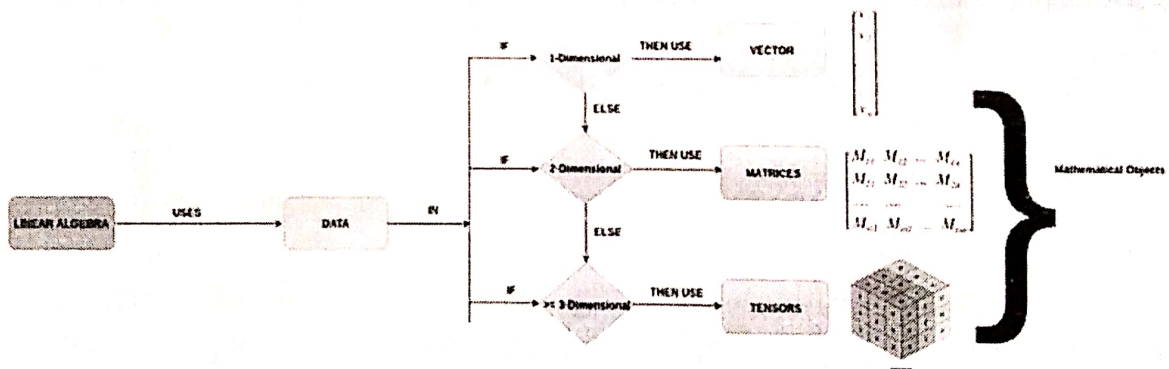 IF
1-Dimensional
THEN USE
VECTOR
ELSE
IF
2-Dimensional
THEN USE
MATRICES
Mathematical Objects
LINEAR ALGEBRA
USES
DATA
IN
ELSE
IF
>= 3-Dimensional
THEN USE
TENSORS